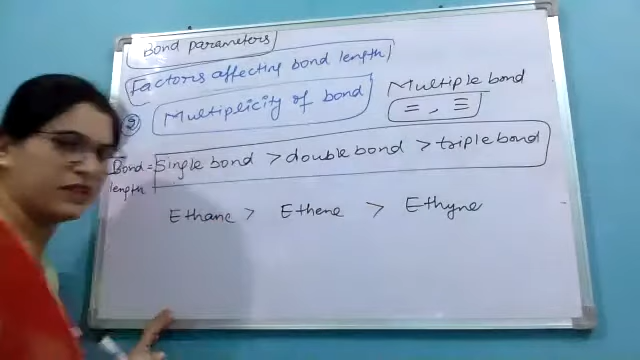 Bond parameters
Factors affecting bond length
② Multiplicity of bond
Multiple bond
= , ≡
Bond length = Single bond > double bond > triple bond
Ethane > Ethene > Ethyne